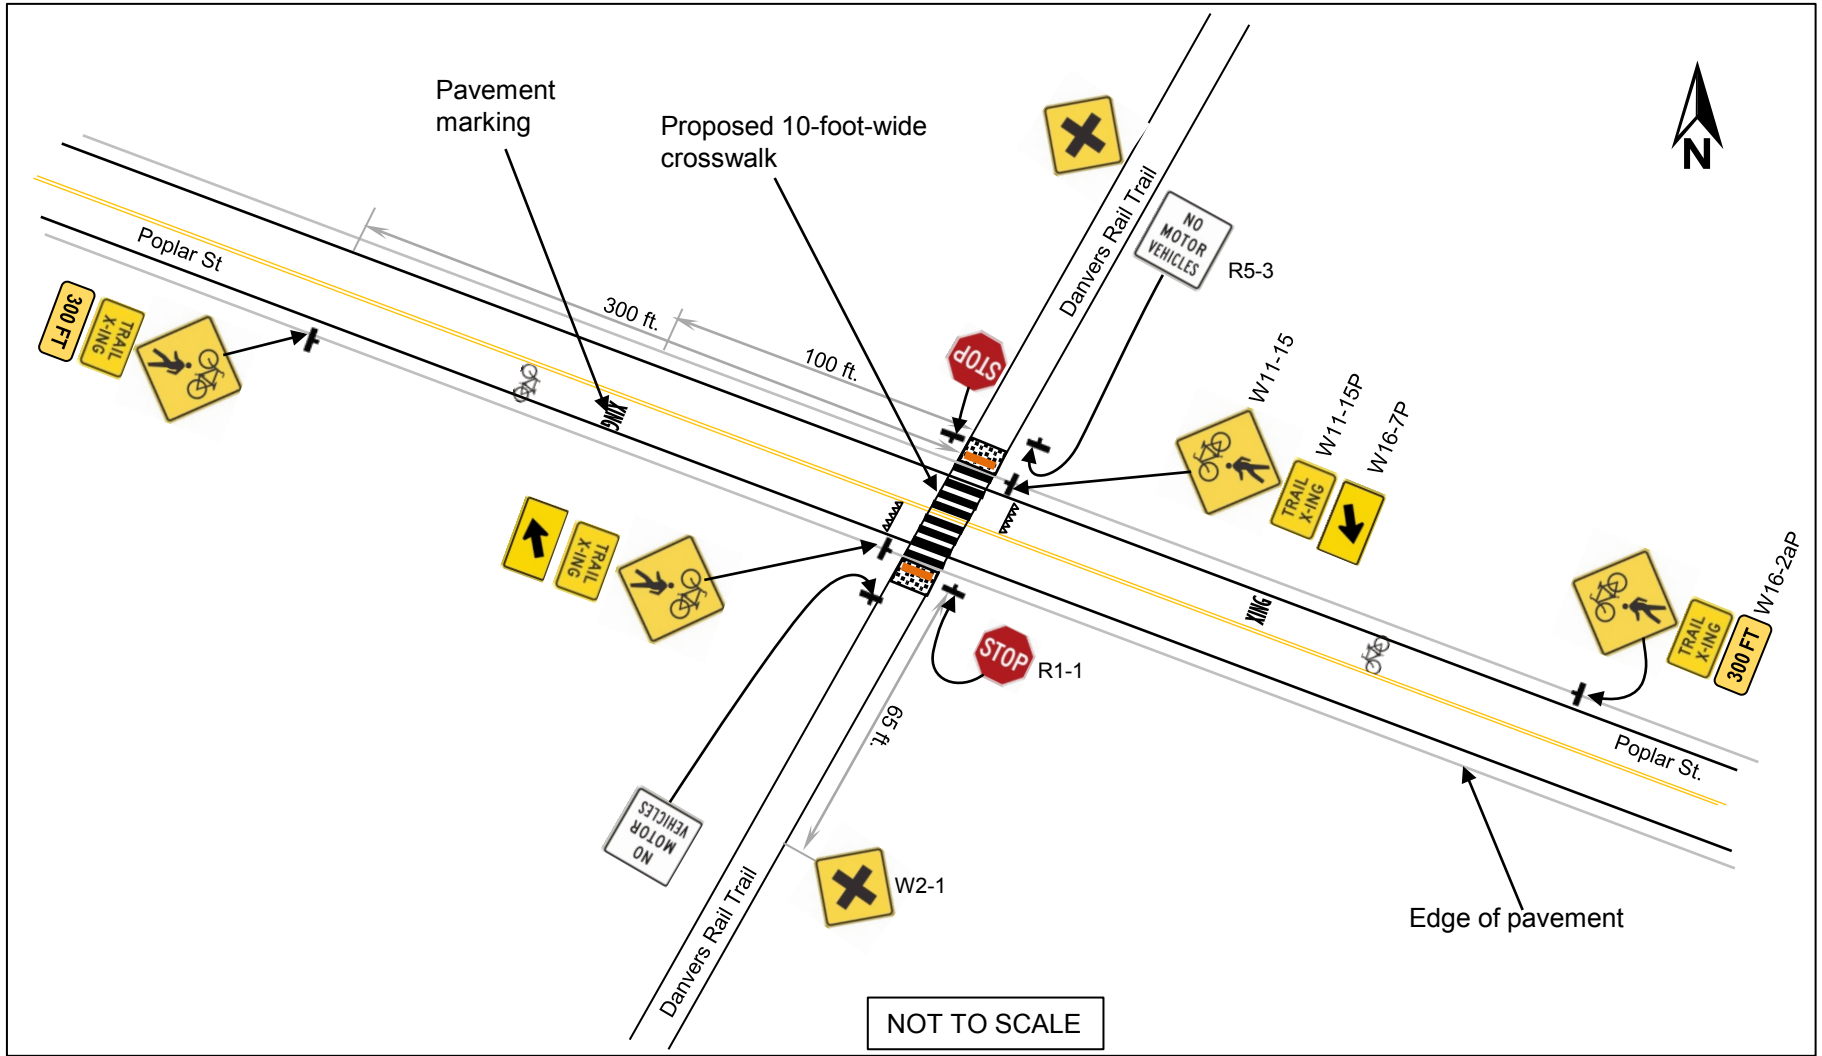 Pavement
marking
Proposed 10-foot-wide
crosswalk
N
Danvers Rail Trail
NO
MOTOR
VEHICLES
R5-3
Poplar St
300 ft.
100 ft.
STOP
300 FT
TRAIL
X-ING
XING
W11-15
W11-15P
W16-7P
TRAIL
X-ING
TRAIL
X-ING
XING
W16-2aP
TRAIL
X-ING
300 FT
STOP
R1-1
65 ft.
Poplar St.
NO
MOTOR
VEHICLES
W2-1
Danvers Rail Trail
Edge of pavement
NOT TO SCALE